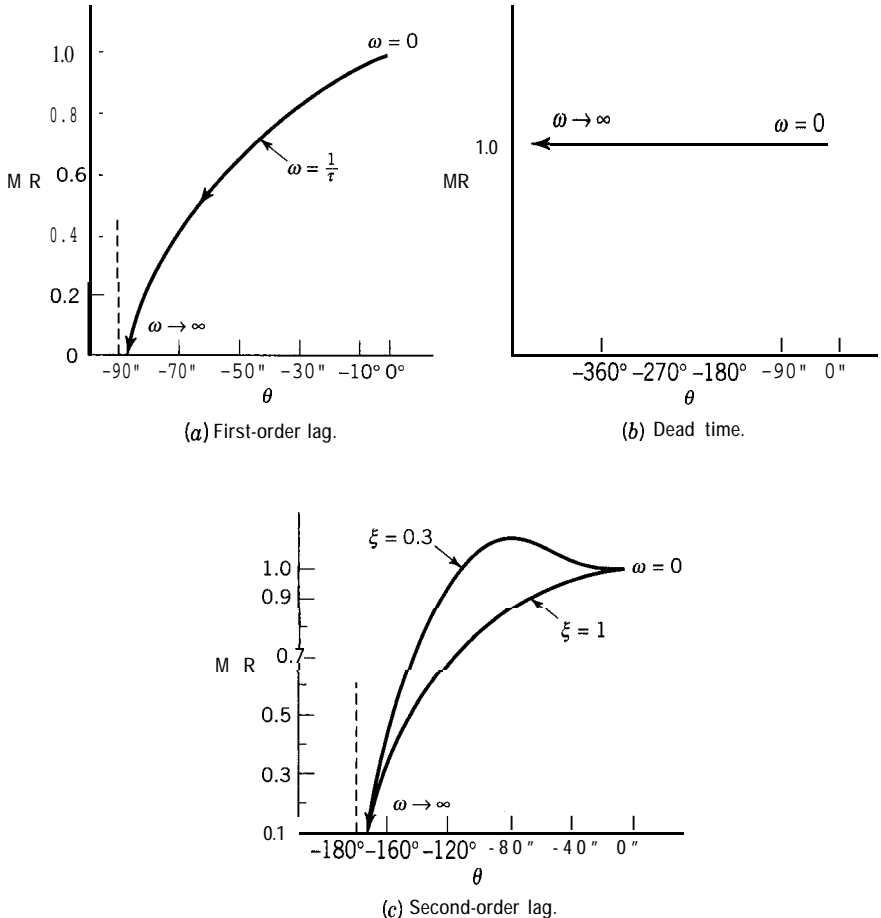 ω = 0
1.0
0.8
M R 0.6
0.4
0.2
0
ω = 1/τ
ω → ∞
-90" -70" -50" -30" -10° 0°
θ
(a) First-order lag.
ω → ∞
ω = 0
1.0
MR
-360° -270° -180° -90" 0"
θ
(b) Dead time.
ξ = 0.3
1.0
0.9
ω = 0
ξ = 1
M R 0.7
0.5
0.3
0.1
ω → ∞
-180° -160° -120° -80" -40" 0"
θ
(c) Second-order lag.